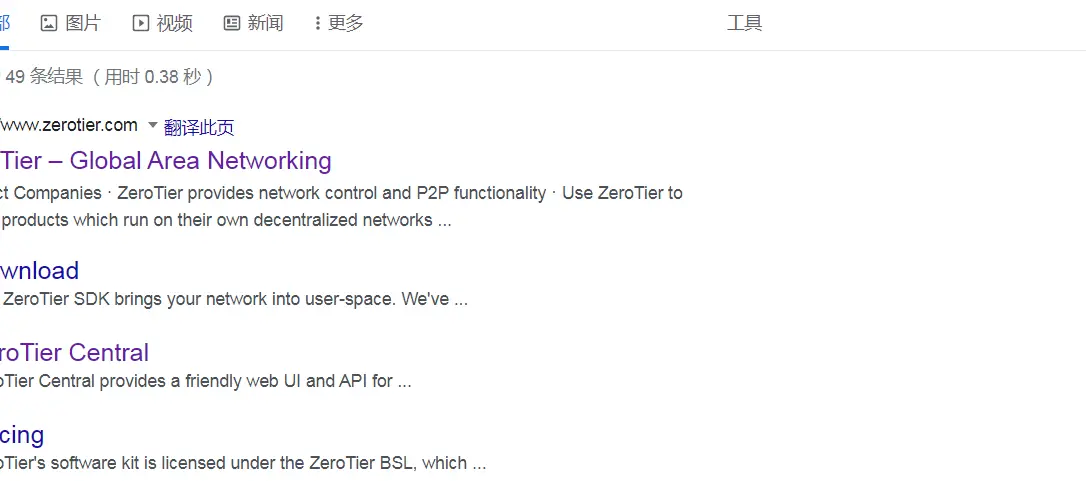 部 图片 视频 新闻 更多 工具
49 条结果 （用时 0.38 秒）
www.zerotier.com 翻译此页
Tier – Global Area Networking
ct Companies · ZeroTier provides network control and P2P functionality · Use ZeroTier to
products which run on their own decentralized networks ...
wnload
ZeroTier SDK brings your network into user-space. We've ...
roTier Central
oTier Central provides a friendly web UI and API for ...
cing
oTier's software kit is licensed under the ZeroTier BSL, which ...